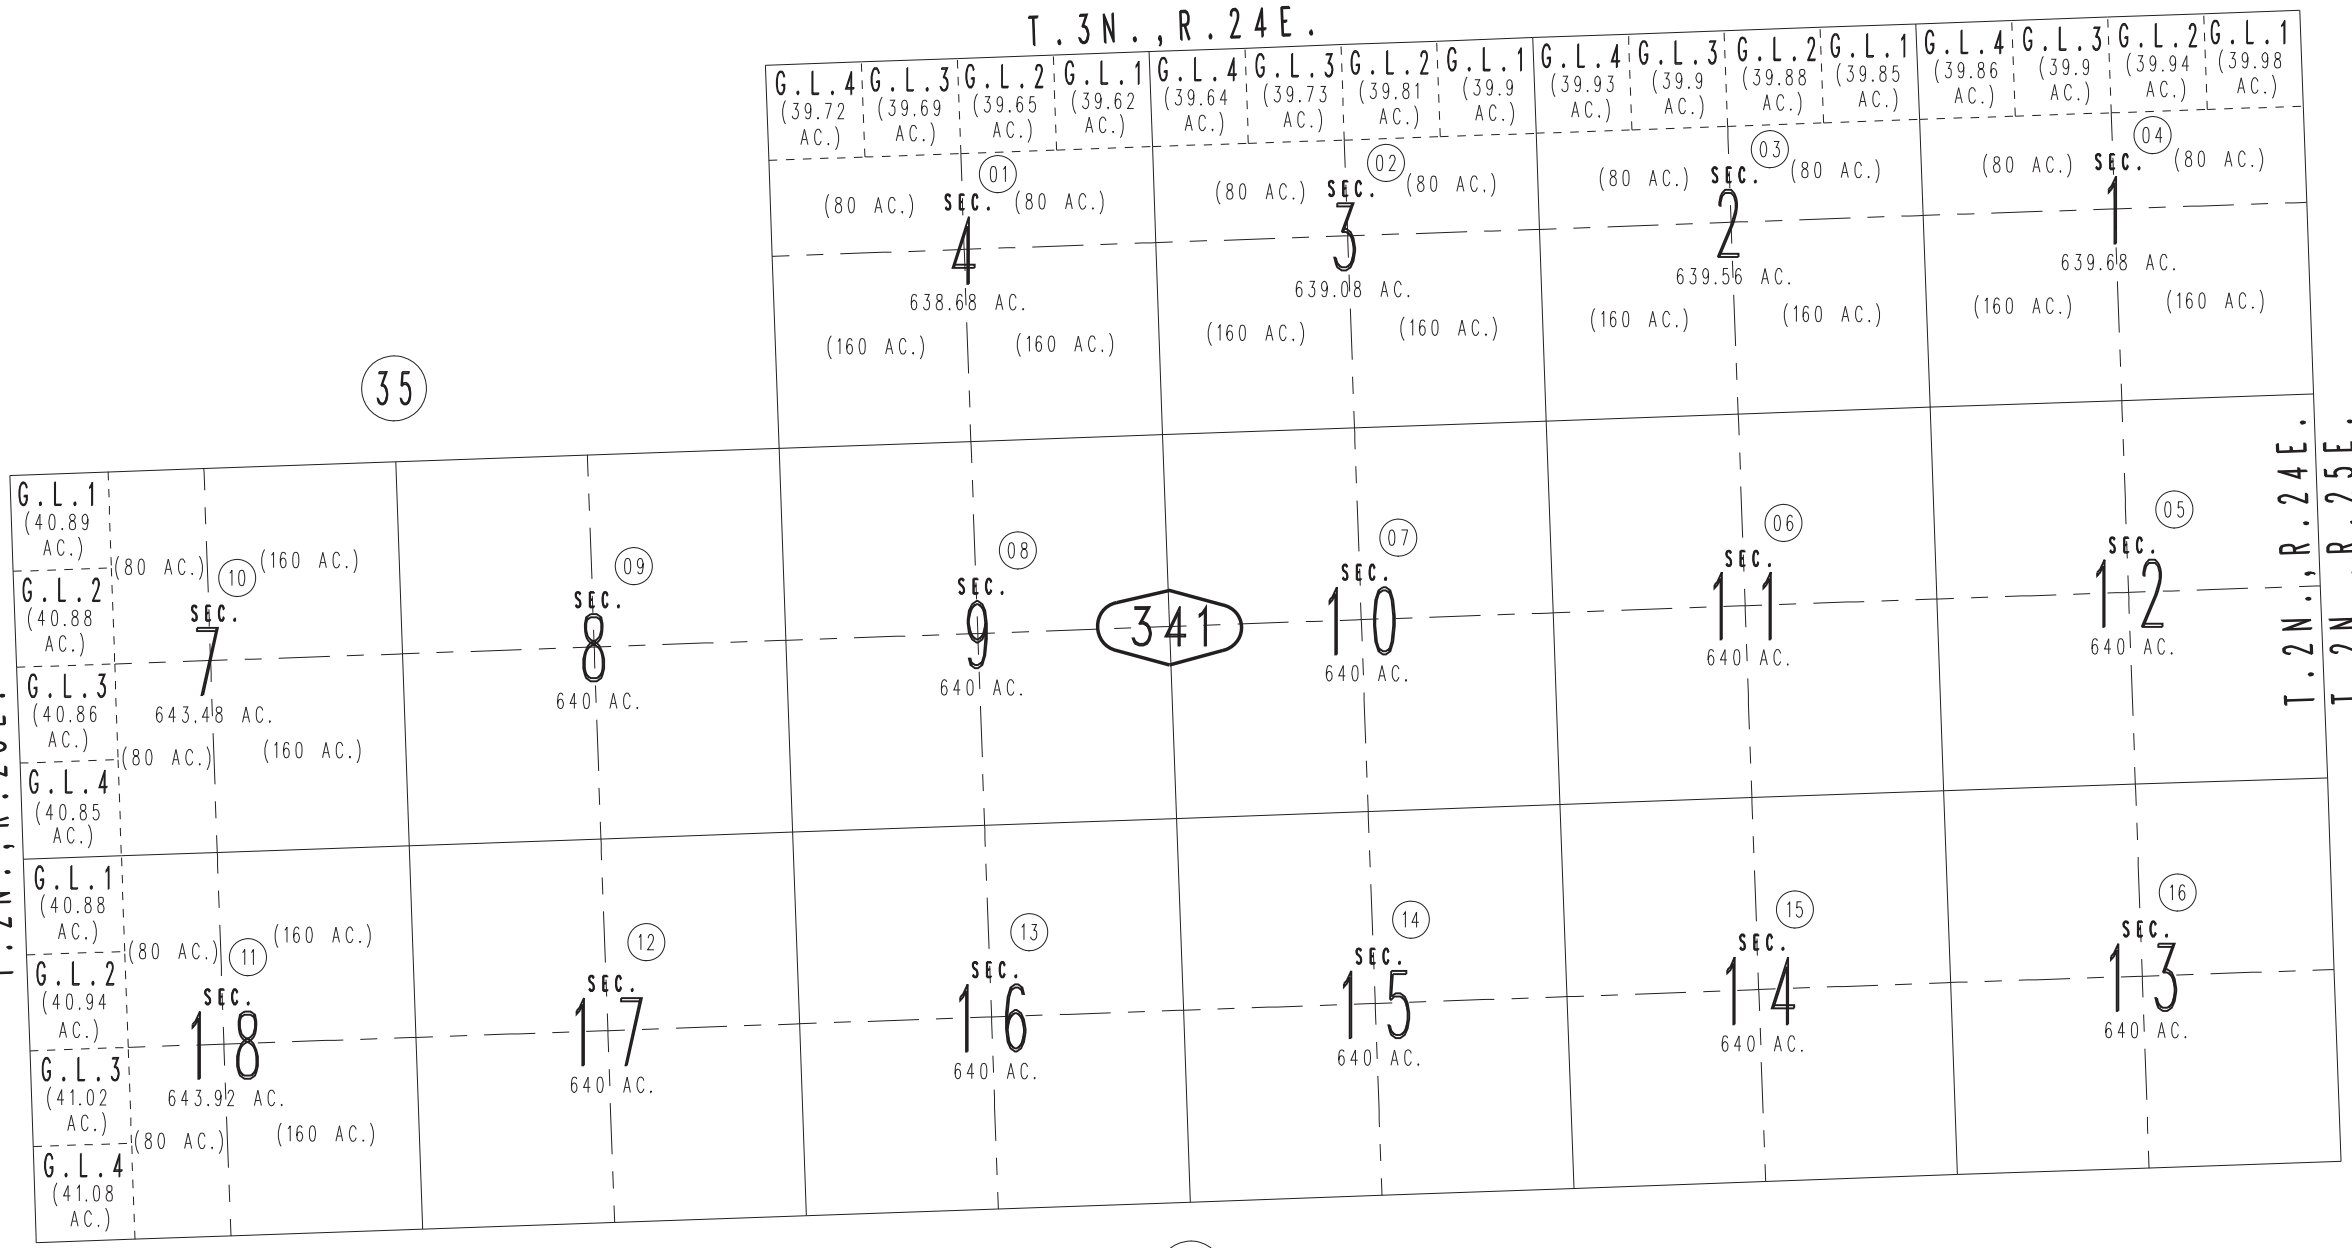 T.3N.,R.24E.
G.L.4 G.L.3 G.L.2 G.L.1 G.L.4 G.L.3 G.L.2 G.L.1 G.L.4 G.L.3 G.L.2 G.L.1 G.L.4 G.L.3 G.L.2 G.L.1
(39.72 (39.69 (39.65 (39.62 (39.64 (39.73 (39.81 (39.9 (39.93 (39.9 (39.88 (39.85 (39.86 (39.9 (39.94 (39.98
AC.) AC.) AC.) AC.) AC.) AC.) AC.) AC.) AC.) AC.) AC.) AC.) AC.) AC.) AC.) AC.)
01 02 03 04
(80 AC.) SEC. (80 AC.) (80 AC.) SEC. (80 AC.) (80 AC.) SEC. (80 AC.) (80 AC.) SEC. (80 AC.)
4 3 2 1
638.68 AC. 639.08 AC. 639.56 AC. 639.68 AC.
(160 AC.) (160 AC.) (160 AC.) (160 AC.) (160 AC.) (160 AC.) (160 AC.) (160 AC.)
35
G.L.1
(40.89
AC.)
(80 AC.) 10 (160 AC.)
G.L.2
(40.88
AC.)
SEC.
7
643.48 AC.
G.L.3
(40.86
AC.)
(80 AC.) (160 AC.)
G.L.4
(40.85
AC.)
09
SEC.
8
640 AC.
08
SEC.
9
640 AC.
341
07
SEC.
10
640 AC.
06
SEC.
11
640 AC.
05
SEC.
12
640 AC.
T.2N.,R.24E.
G.L.1
(40.88
AC.)
(80 AC.) 11 (160 AC.)
G.L.2
(40.94
AC.)
SEC.
18
643.92 AC.
G.L.3
(41.02
AC.)
(80 AC.) (160 AC.)
G.L.4
(41.08
AC.)
12
SEC.
17
640 AC.
13
SEC.
16
640 AC.
14
SEC.
15
640 AC.
15
SEC.
14
640 AC.
16
SEC.
13
640 AC.